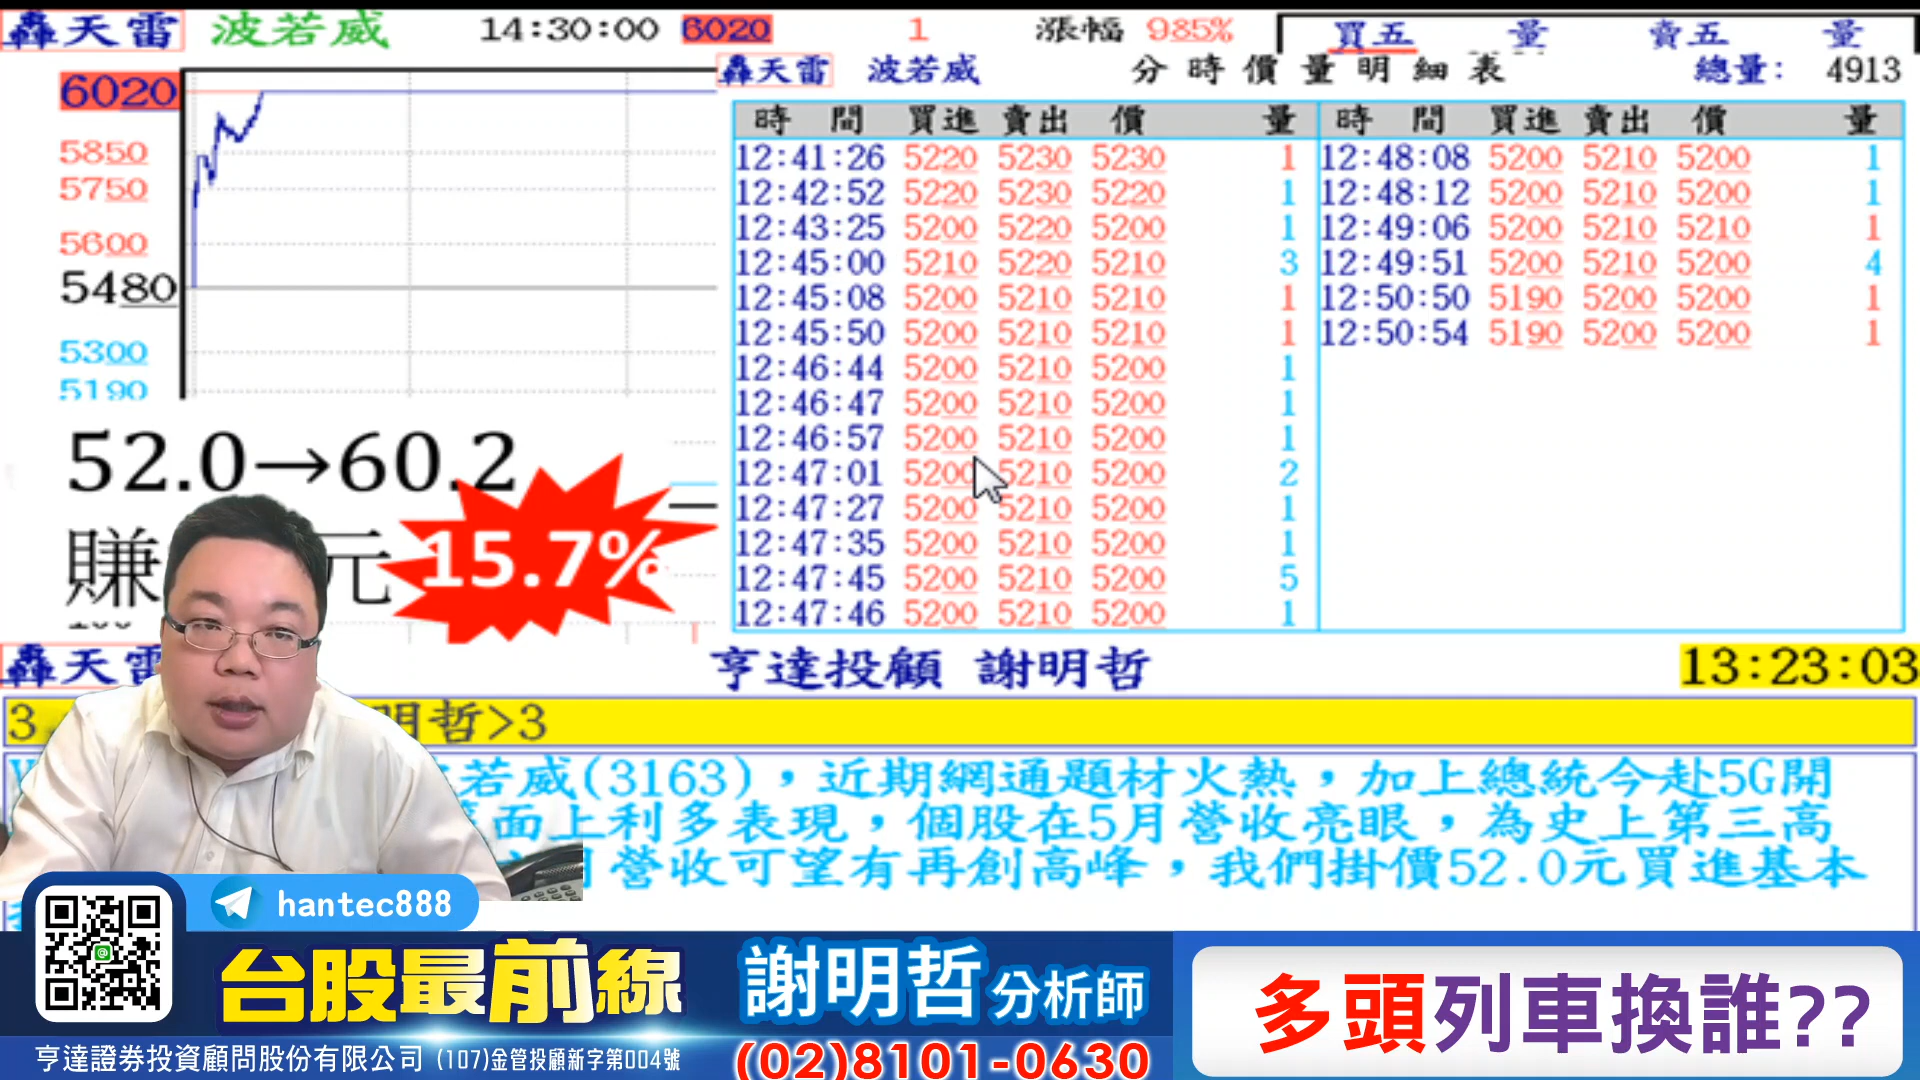 轟天雷 波若威 14:30:00 6020 1 漲幅 985% 買五 量 賣五 量
轟天雷 波若威 分時價量明細表 總量: 4913
6020
5850
5750
5600
5480
5300
5190
時間 買進 賣出 價 量
12:41:26 5220 5230 5230 1
12:42:52 5220 5230 5220 1
12:43:25 5200 5220 5200 1
12:45:00 5210 5220 5210 3
12:45:08 5200 5210 5210 1
12:45:50 5200 5210 5210 1
12:46:44 5200 5210 5200 1
12:46:47 5200 5210 5200 1
12:46:57 5200 5210 5200 1
12:47:01 5200 5210 5200 2
12:47:27 5200 5210 5200 1
12:47:35 5200 5210 5200 1
12:47:45 5200 5210 5200 5
12:47:46 5200 5210 5200 1
時間 買進 賣出 價 量
12:48:08 5200 5210 5200 1
12:48:12 5200 5210 5200 1
12:49:06 5200 5210 5210 1
12:49:51 5200 5210 5200 4
12:50:50 5190 5200 5200 1
12:50:54 5190 5200 5200 1
52.0→60.2
賺 元
15.7%
轟天雷 亨達投顧 謝明哲 13:23:03
3 明哲>3
若威(3163),近期網通題材火熱,加上總統今赴5G開
面上利多表現,個股在5月營收亮眼,為史上第三高
月營收可望有再創高峰,我們掛價52.0元買進基本
hantec888
台股最前線 謝明哲 分析師
亨達證券投資顧問股份有限公司 (107)金管投顧新字第004號
(02)8101-0630
多頭列車換誰??